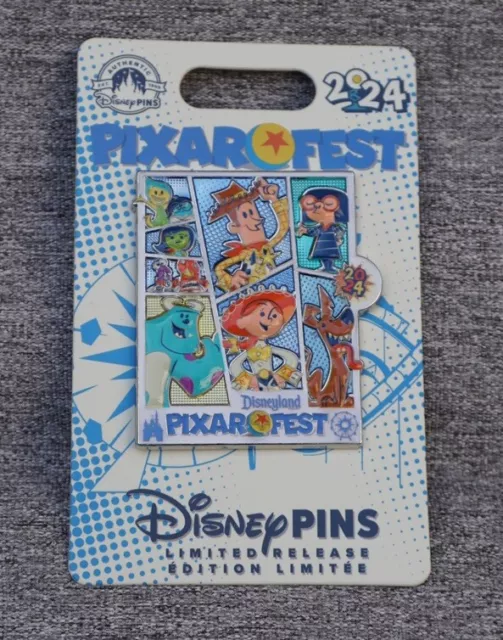 AUTHENTIC
Disney PINS
2024
PIXAR FEST
2024
Disneyland
PIXAR FEST
Disney PINS
LIMITED RELEASE
ÉDITION LIMITÉE